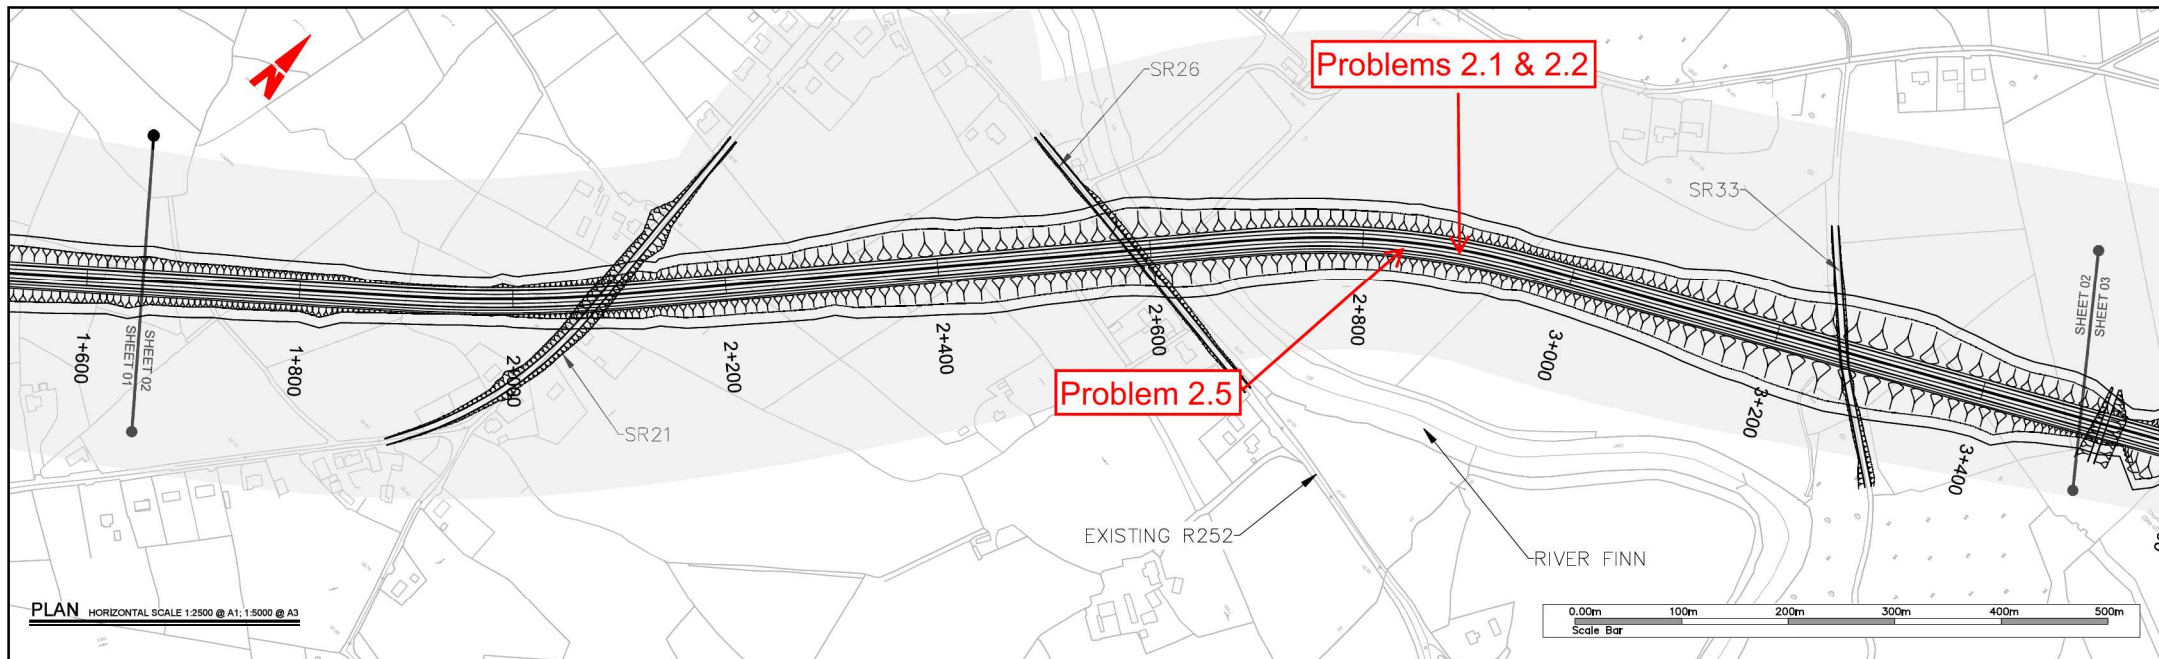 Problems 2.1 & 2.2
SR26
N
SR33
SHEET 02
SHEET 01
1+600
1+800
2+000
2+200
2+400
2+600
2+800
3+000
3+200
3+400
SHEET 02
SHEET 03
Problem 2.5
SR21
EXISTING R252
RIVER FINN
PLAN HORIZONTAL SCALE 1:2500 @ A1; 1:5000 @ A3
0.00m 100m 200m 300m 400m 500m
Scale Bar